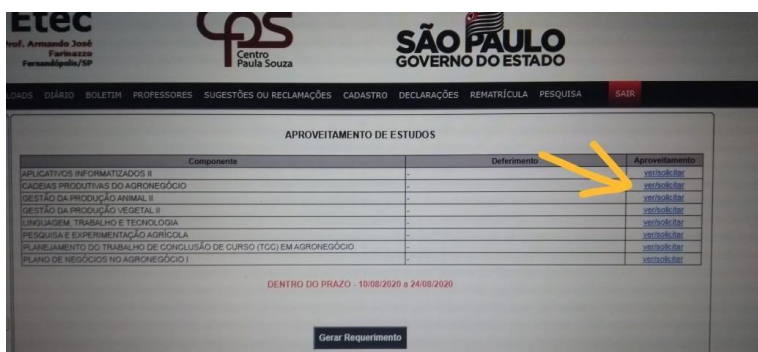 Etec
Prof. Armando José
Farinazzo
Fernandópolis/SP
CPS
Centro
Paula Souza
SÃO PAULO
GOVERNO DO ESTADO
LOADS DIÁRIO BOLETIM PROFESSORES SUGESTÕES OU RECLAMAÇÕES CADASTRO DECLARAÇÕES REMATRÍCULA PESQUISA SAIR
APROVEITAMENTO DE ESTUDOS
Componente Deferimento Aproveitamento
APLICATIVOS INFORMATIZADOS II - ver/solicitar
CADEIAS PRODUTIVAS DO AGRONEGÓCIO - ver/solicitar
GESTÃO DA PRODUÇÃO ANIMAL II - ver/solicitar
GESTÃO DA PRODUÇÃO VEGETAL II - ver/solicitar
LINGUAGEM, TRABALHO E TECNOLOGIA - ver/solicitar
PESQUISA E EXPERIMENTAÇÃO AGRÍCOLA - ver/solicitar
PLANEJAMENTO DO TRABALHO DE CONCLUSÃO DE CURSO (TCC) EM AGRONEGÓCIO - ver/solicitar
PLANO DE NEGÓCIOS NO AGRONEGÓCIO I - ver/solicitar
DENTRO DO PRAZO - 10/08/2020 a 24/08/2020
Gerar Requerimento